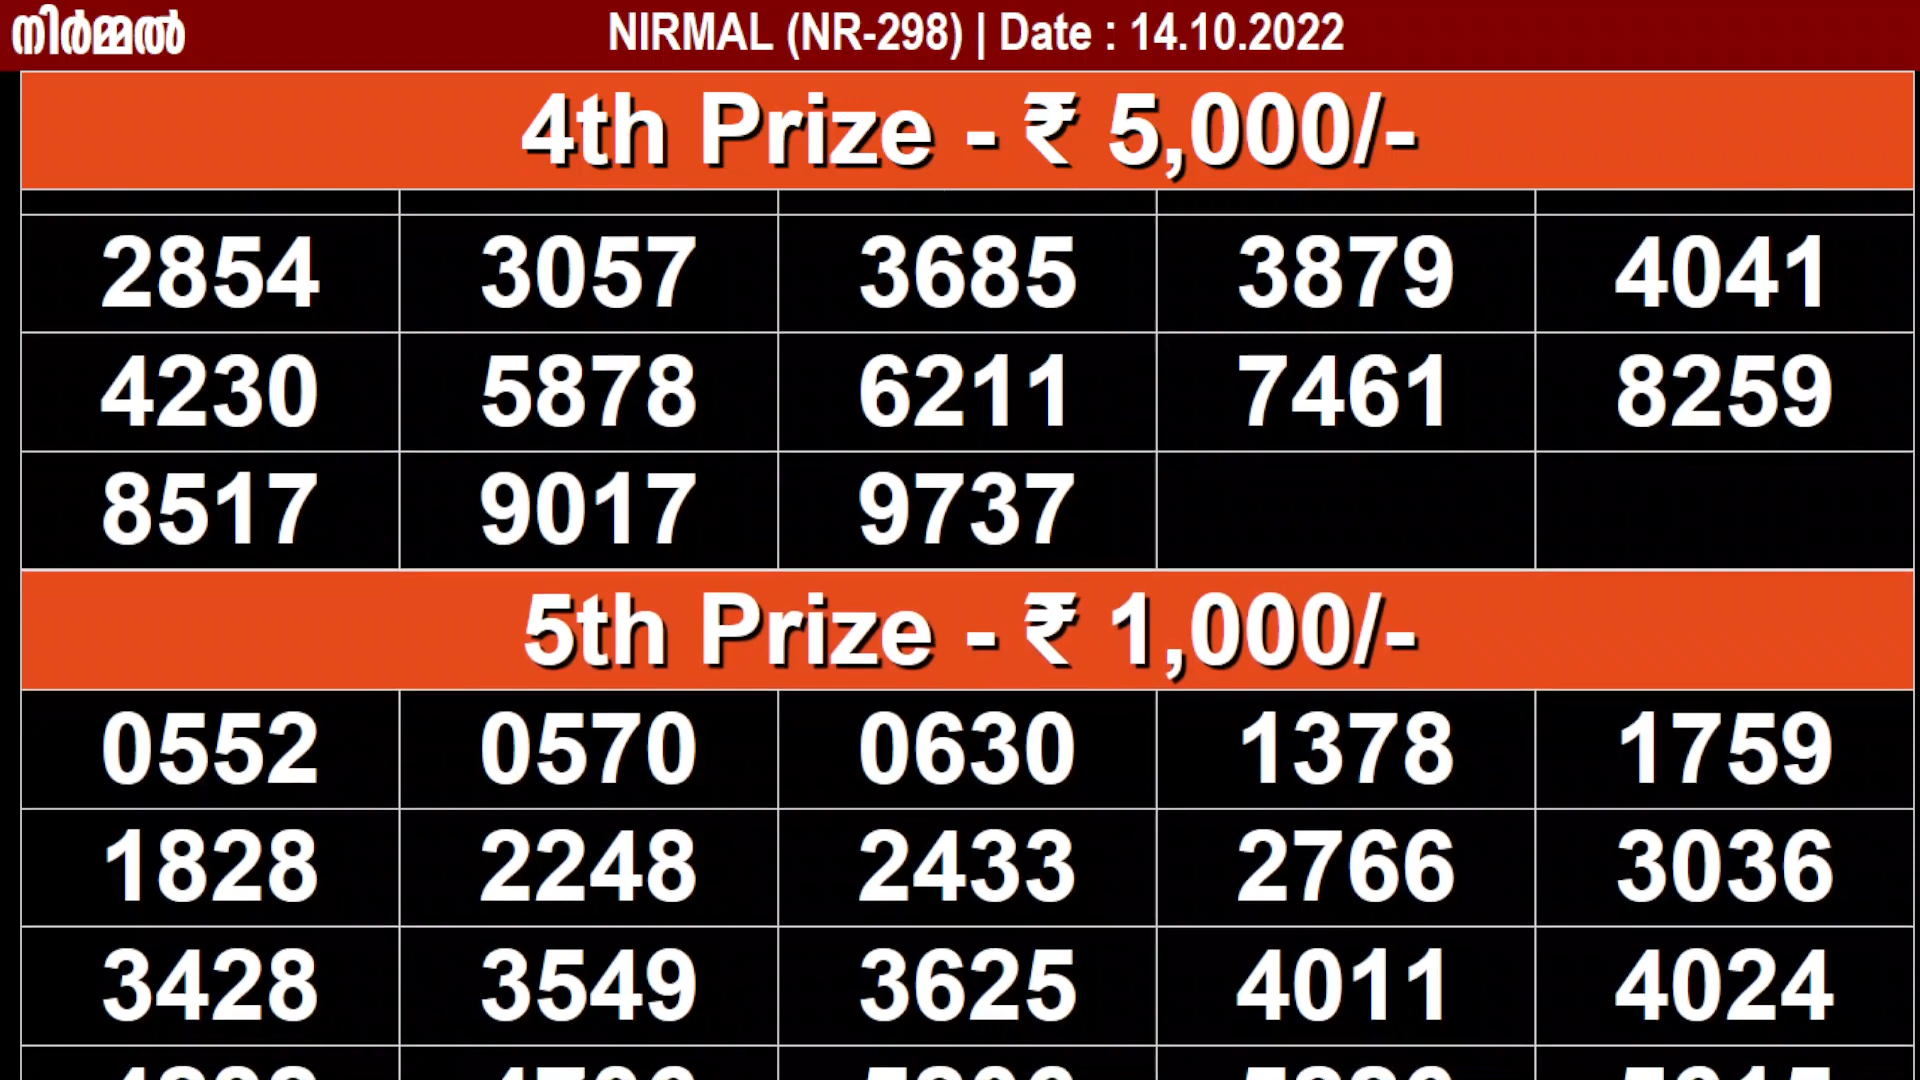 നിർമ്മൽ NIRMAL (NR-298) | Date : 14.10.2022
4th Prize - ₹ 5,000/-
2854 3057 3685 3879 4041
4230 5878 6211 7461 8259
8517 9017 9737
5th Prize - ₹ 1,000/-
0552 0570 0630 1378 1759
1828 2248 2433 2766 3036
3428 3549 3625 4011 4024